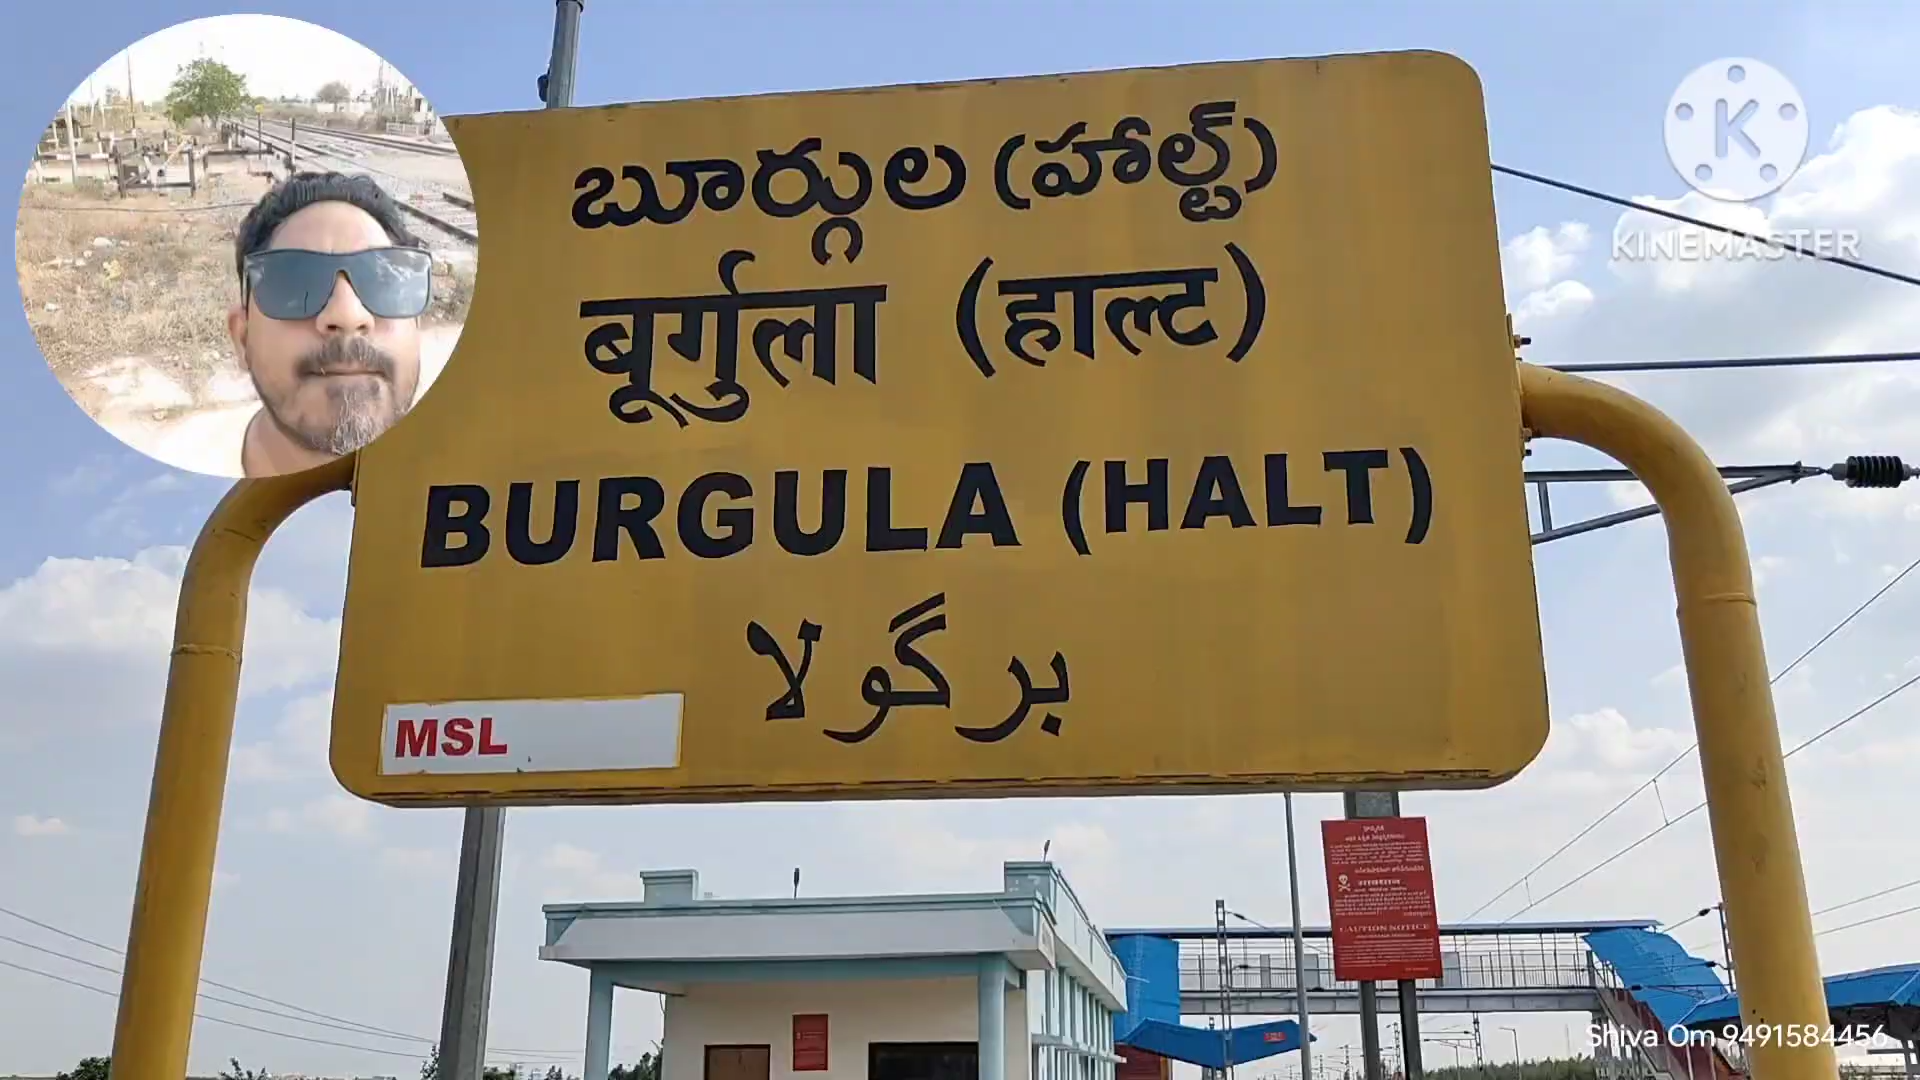 బూర్గుల (హాల్ట్)
बूर्गुला (हाल्ट)
BURGULA (HALT)
برگولا
MSL
K
KINEMASTER
CAUTION NOTICE
Shiva Om 9491584456